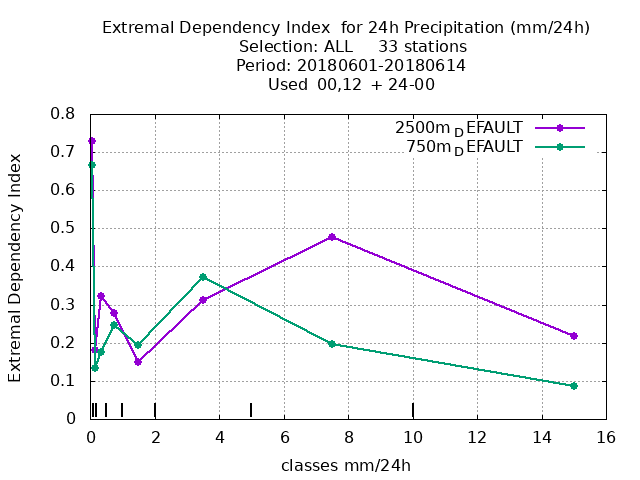 Extremal Dependency Index  for 24h Precipitation (mm/24h)
Selection: ALL     33 stations
Period: 20180601-20180614
Used  00,12  + 24-00
2500m_DEFAULT
750m_DEFAULT
Extremal Dependency Index
0.8
0.7
0.6
0.5
0.4
0.3
0.2
0.1
0
0 2 4 6 8 10 12 14 16
classes mm/24h